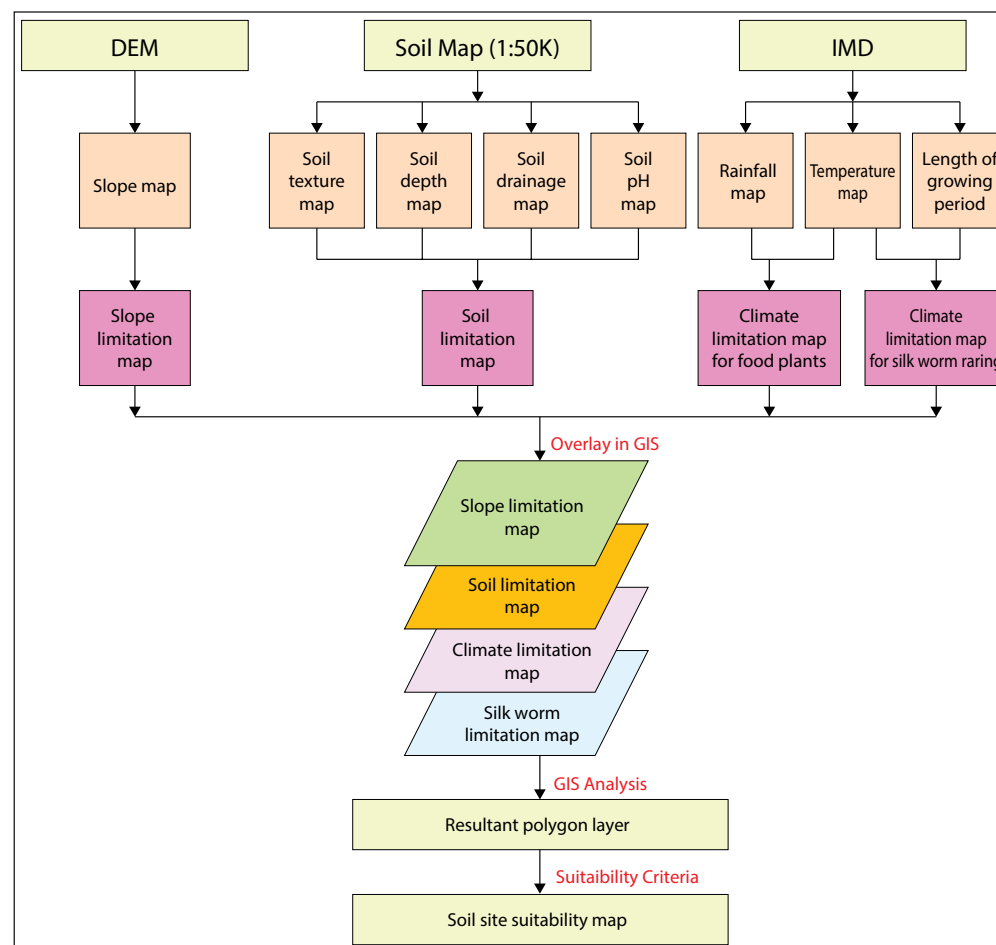 DEM
Soil Map (1:50K)
IMD
Slope map
Soil
texture
map
Soil
depth
map
Soil
drainage
map
Soil
pH
map
Rainfall
map
Temperature
map
Length of
growing
period
Slope
limitation
map
Soil
limitation
map
Climate
limitation map
for food plants
Climate
limitation map
for silk worm raring
Overlay in GIS
Slope limitation
map
Soil limitation
map
Climate limitation
map
Silk worm
limitation map
GIS Analysis
Resultant polygon layer
Suitaibility Criteria
Soil site suitability map